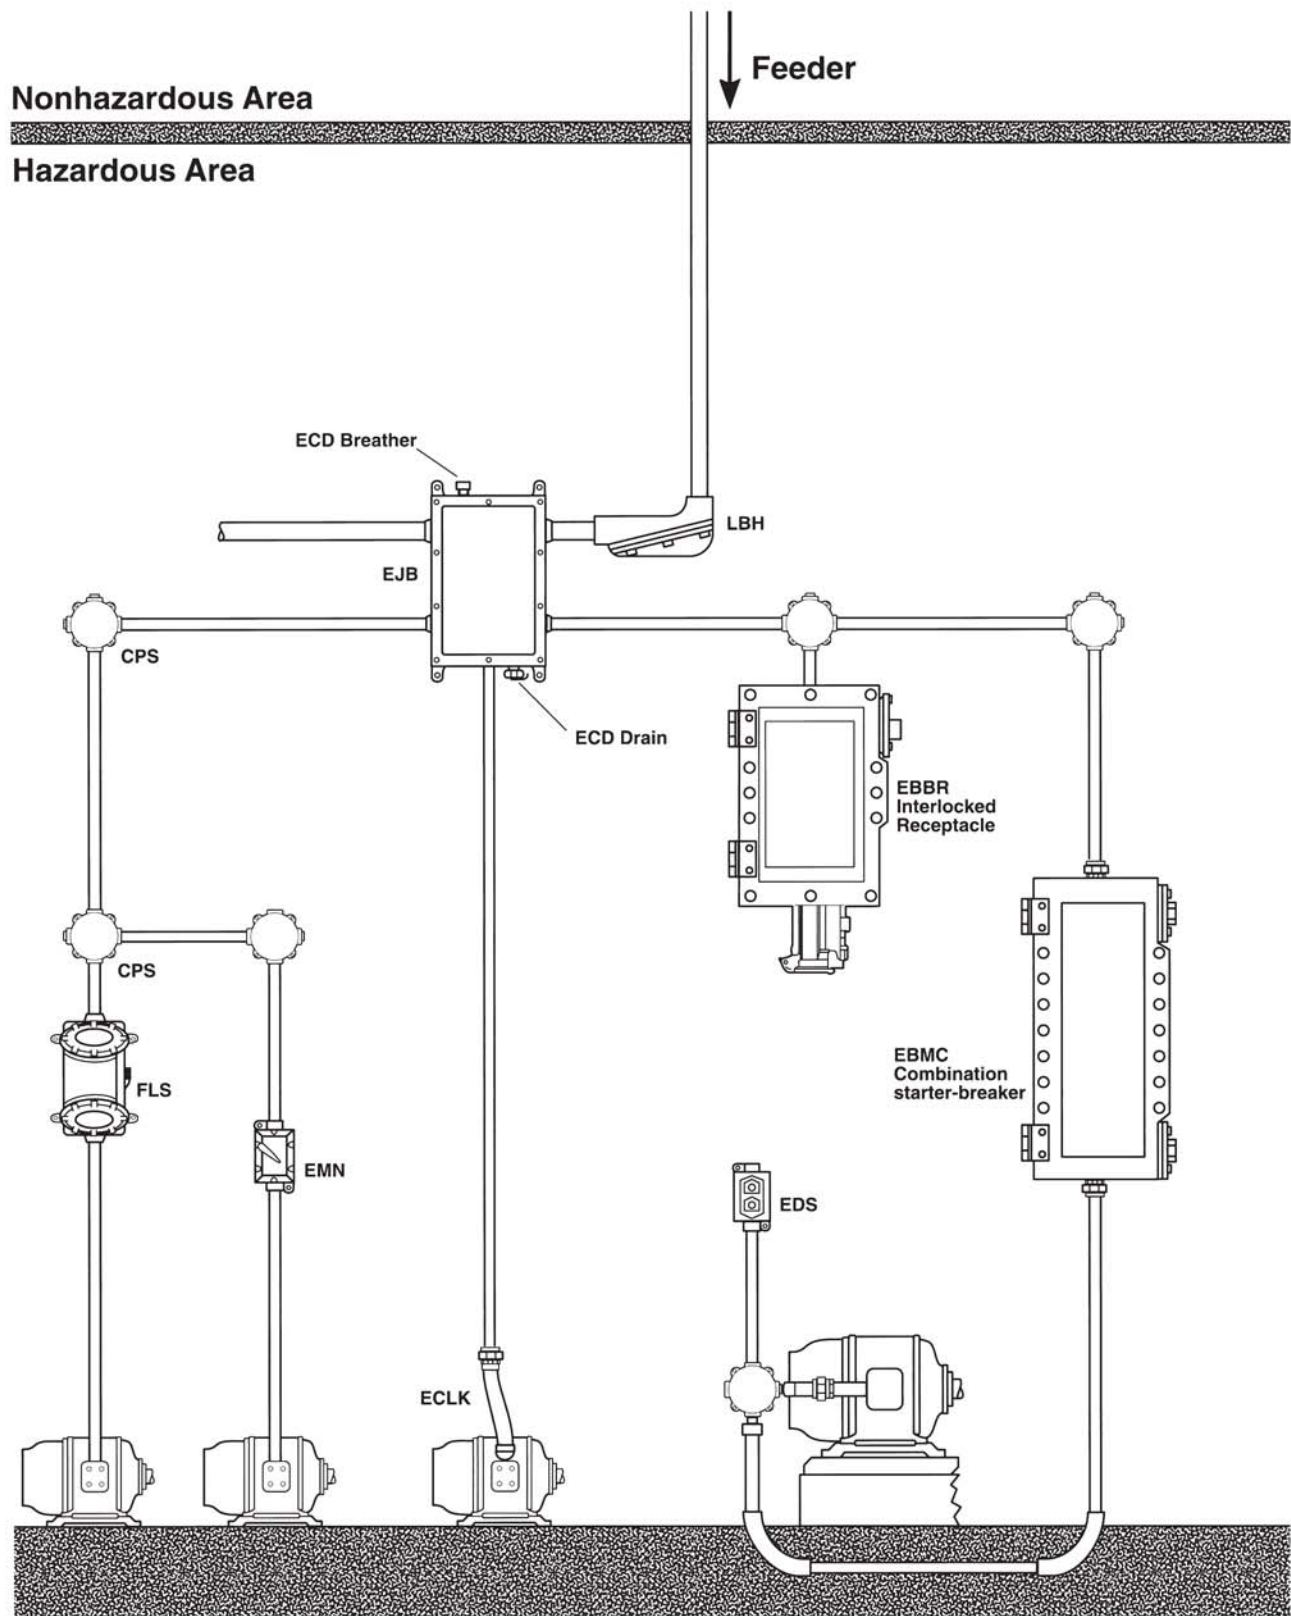 Feeder
Nonhazardous Area
Hazardous Area
ECD Breather
LBH
EJB
CPS
ECD Drain
EBBR
Interlocked
Receptacle
CPS
EBMC
Combination
starter-breaker
FLS
EMN
EDS
ECLK